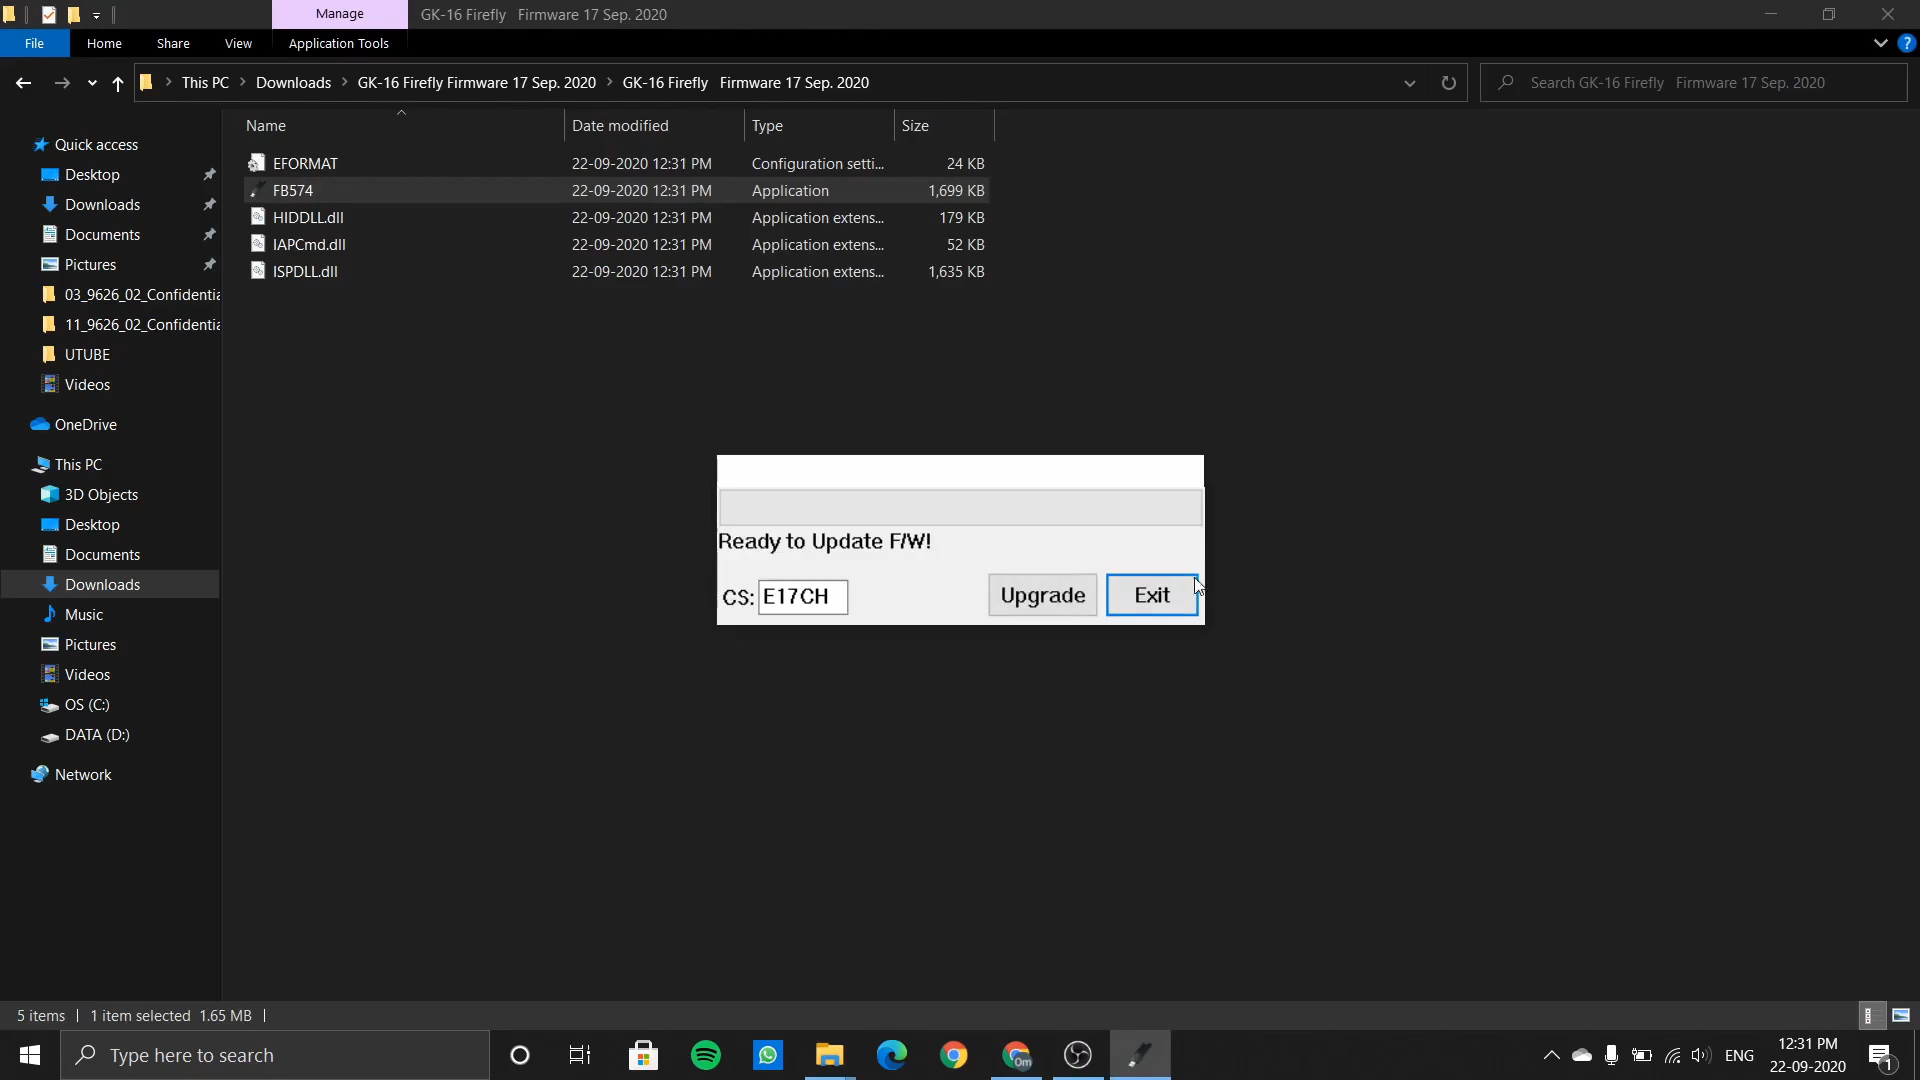 Manage
GK-16 Firefly   Firmware 17 Sep. 2020
File
Home
Share
View
Application Tools
This PC
Downloads
GK-16 Firefly Firmware 17 Sep. 2020
GK-16 Firefly   Firmware 17 Sep. 2020
Search GK-16 Firefly   Firmware 17 Sep. 2020
Name
Date modified
Type
Size
EFORMAT 22-09-2020 12:31 PM Configuration setti... 24 KB
FB574 22-09-2020 12:31 PM Application 1,699 KB
HIDDLL.dll 22-09-2020 12:31 PM Application extens... 179 KB
IAPCmd.dll 22-09-2020 12:31 PM Application extens... 52 KB
ISPDLL.dll 22-09-2020 12:31 PM Application extens... 1,635 KB
Quick access
Desktop
Downloads
Documents
Pictures
03_9626_02_Confidentia
11_9626_02_Confidentia
UTUBE
Videos
OneDrive
This PC
3D Objects
Desktop
Documents
Downloads
Music
Pictures
Videos
OS (C:)
DATA (D:)
Network
Ready to Update F/W!
CS: E17CH
Upgrade
Exit
5 items
1 item selected 1.65 MB
Type here to search
Om
ENG
12:31 PM
22-09-2020
1